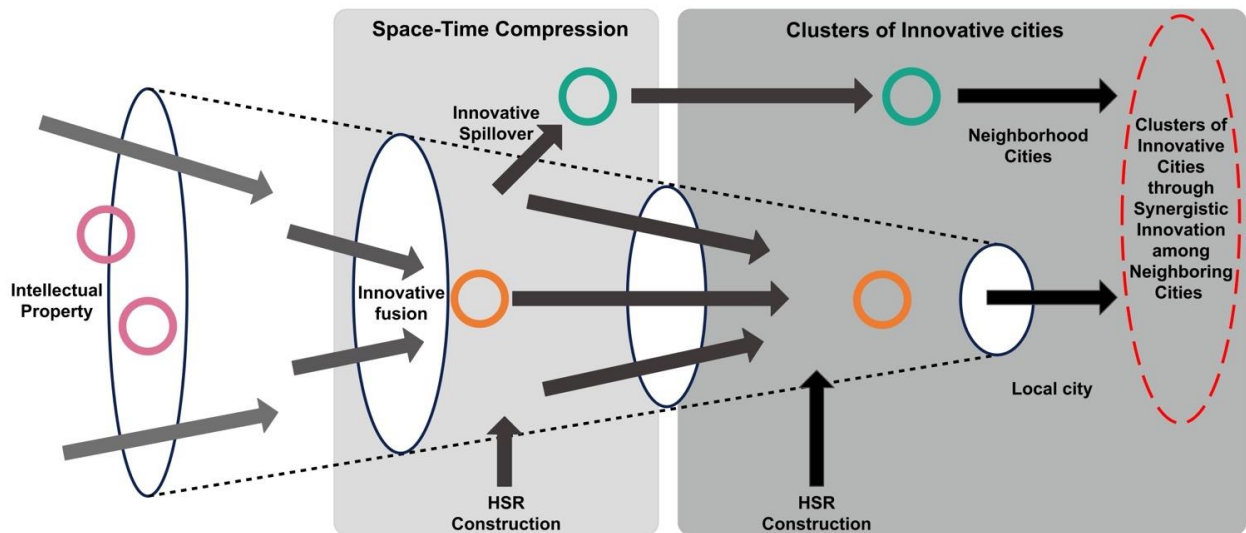 Space-Time Compression
Clusters of Innovative cities
Innovative
Spillover
Neighborhood
Cities
Clusters of
Innovative
Cities
through
Synergistic
Innovation
among
Neighboring
Cities
Intellectual
Property
Innovative
fusion
Local city
HSR
Construction
HSR
Construction